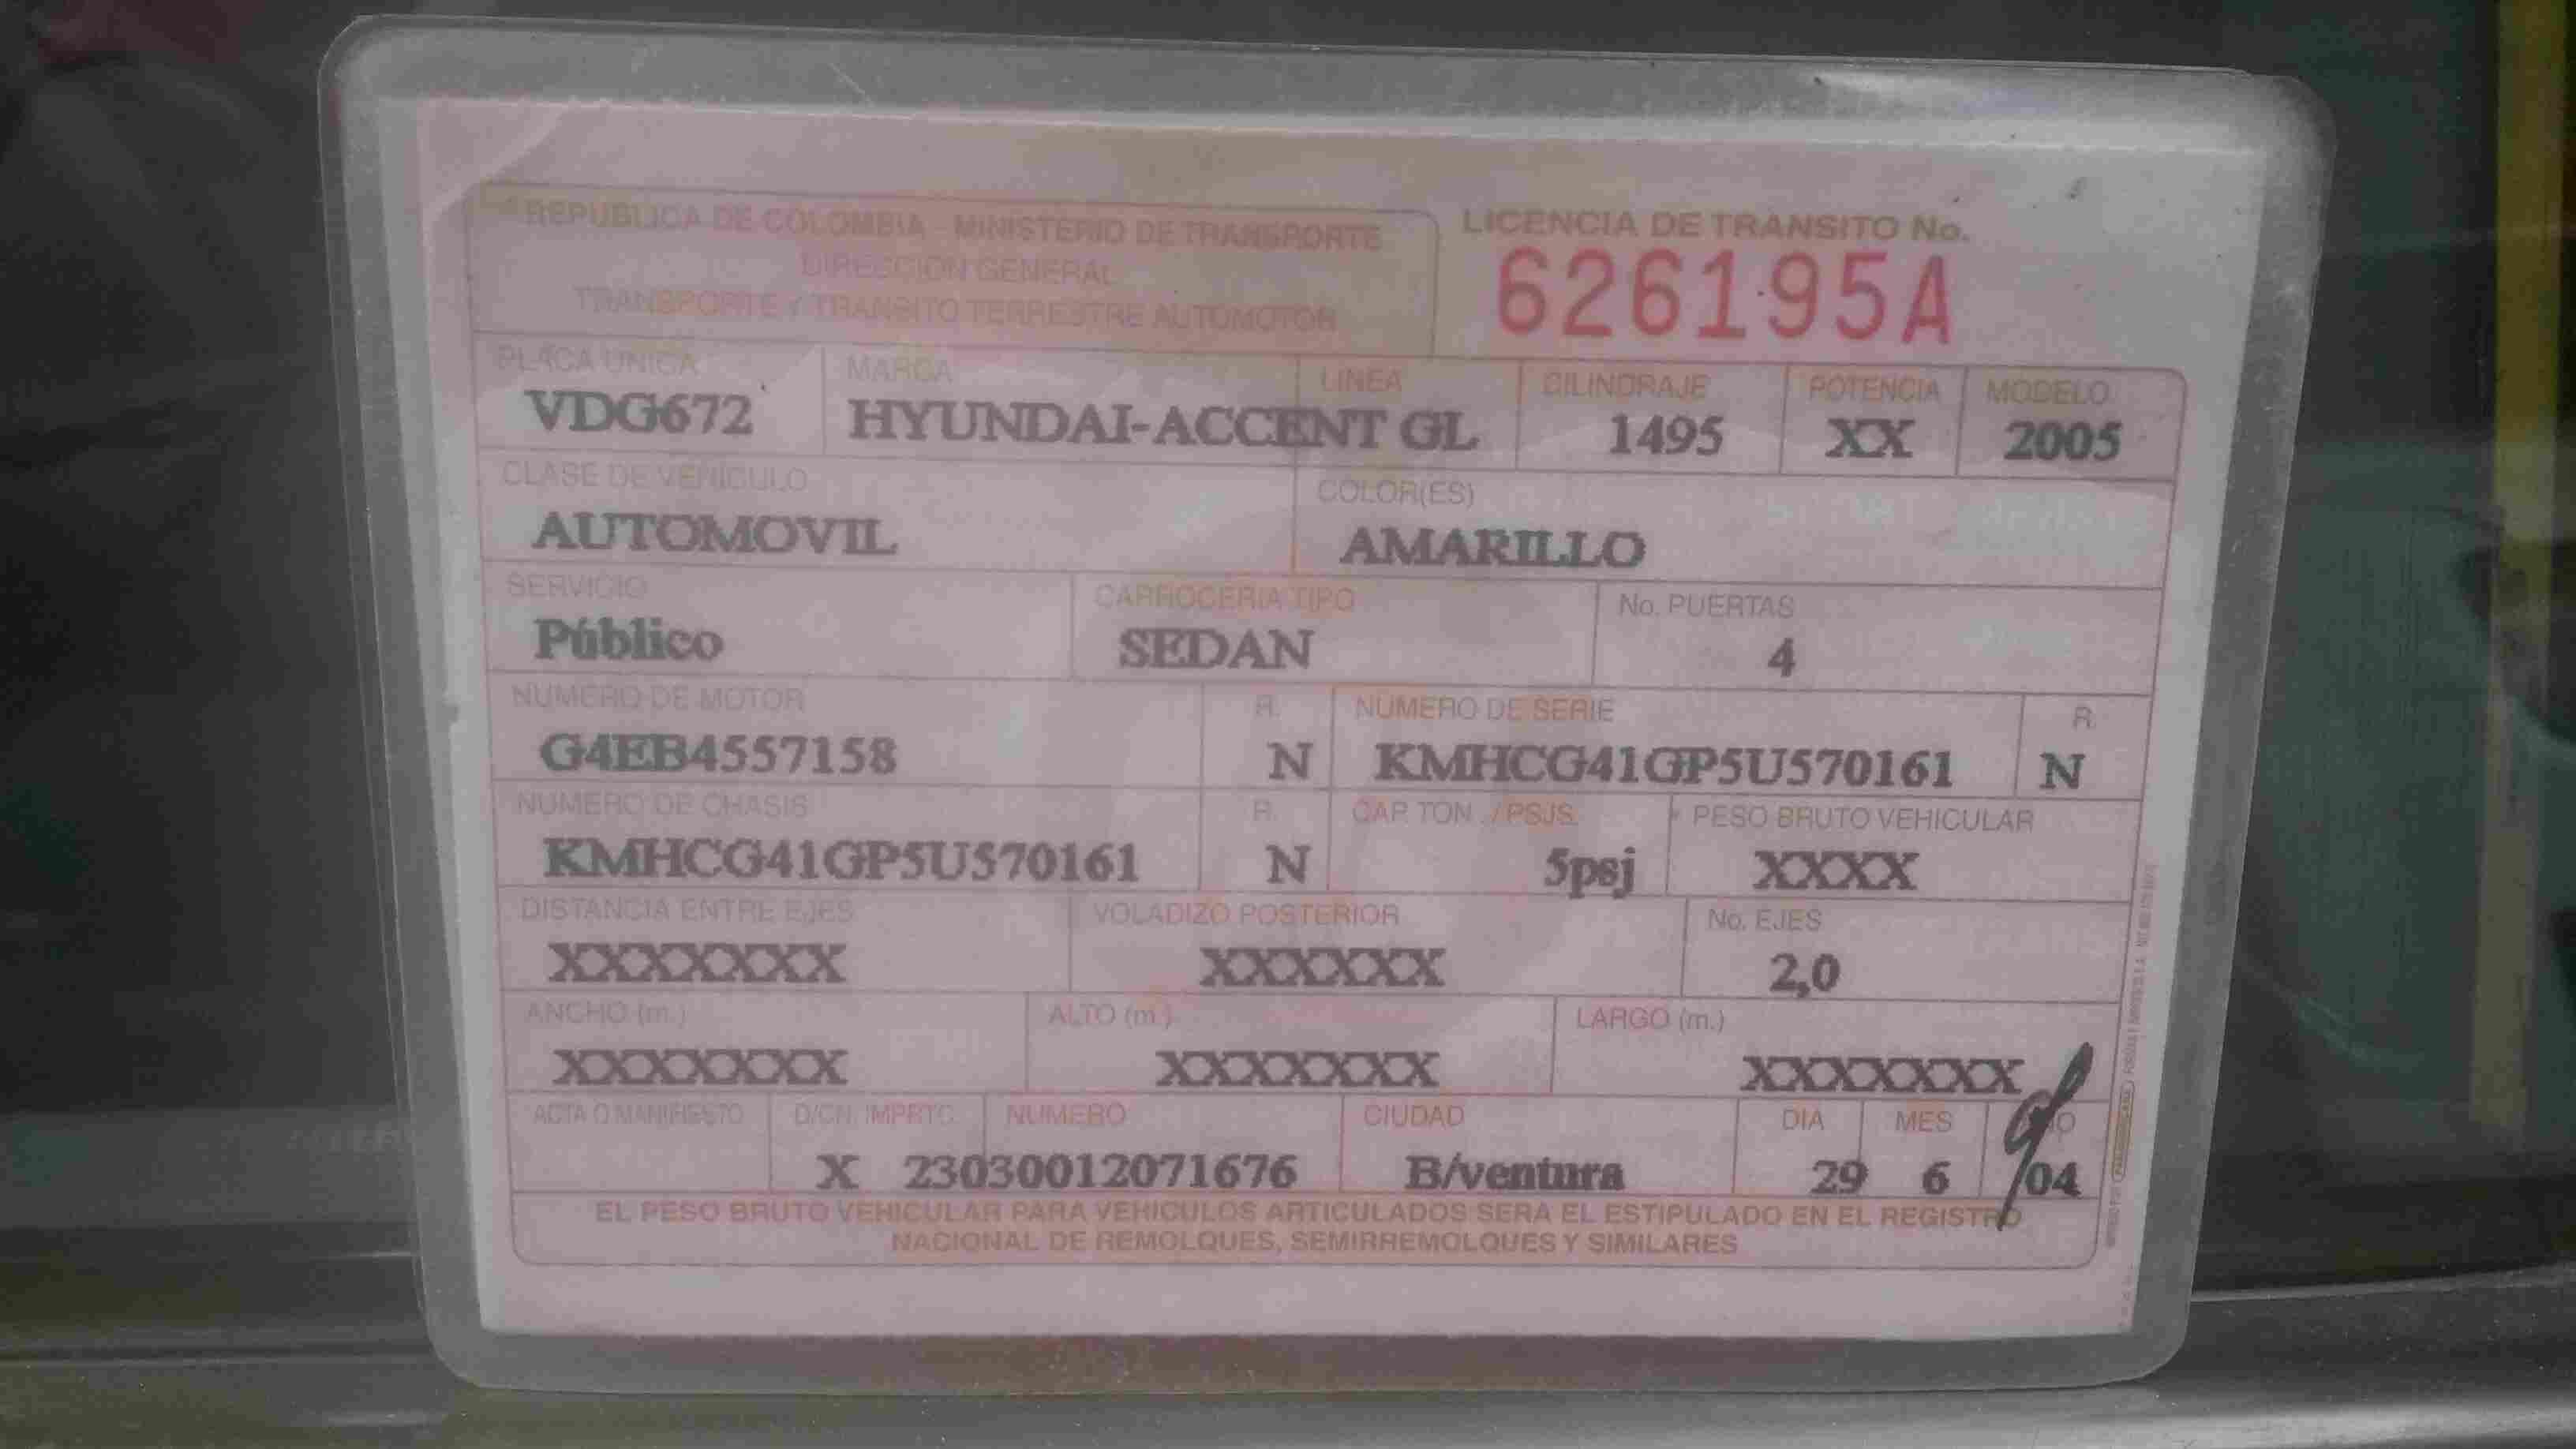 REPUBLICA DE COLOMBIA - MINISTERIO DE TRANSPORTE
DIRECCION GENERAL
TRANSPORTE Y TRANSITO TERRESTRE AUTOMOTOR
LICENCIA DE TRANSITO No.
626195A
PLACA UNICA MARCA LINEA CILINDRAJE POTENCIA MODELO
VDG672 HYUNDAI-ACCENT GL 1495 XX 2005
CLASE DE VEHICULO COLOR(ES)
AUTOMOVIL AMARILLO
SERVICIO CARROCERIA TIPO No. PUERTAS
Público SEDAN 4
NUMERO DE MOTOR R. NUMERO DE SERIE R.
G4EB4557158 N KMHCG41GP5U570161 N
NUMERO DE CHASIS R. CAP. TON. / PSJS. PESO BRUTO VEHICULAR
KMHCG41GP5U570161 N 5psj XXXX
DISTANCIA ENTRE EJES VOLADIZO POSTERIOR No. EJES
XXXXXXXX XXXXXX 2,0
ANCHO (m.) ALTO (m.) LARGO (m.)
XXXXXXXX XXXXXXXX XXXXXXXX
ACTA O MANIFIESTO D/CN. IMPRTC. NUMERO CIUDAD DIA MES
X 23030012071676 B/ventura 29 6 04
EL PESO BRUTO VEHICULAR PARA VEHICULOS ARTICULADOS SERA EL ESTIPULADO EN EL REGISTRO
NACIONAL DE REMOLQUES, SEMIRREMOLQUES Y SIMILARES